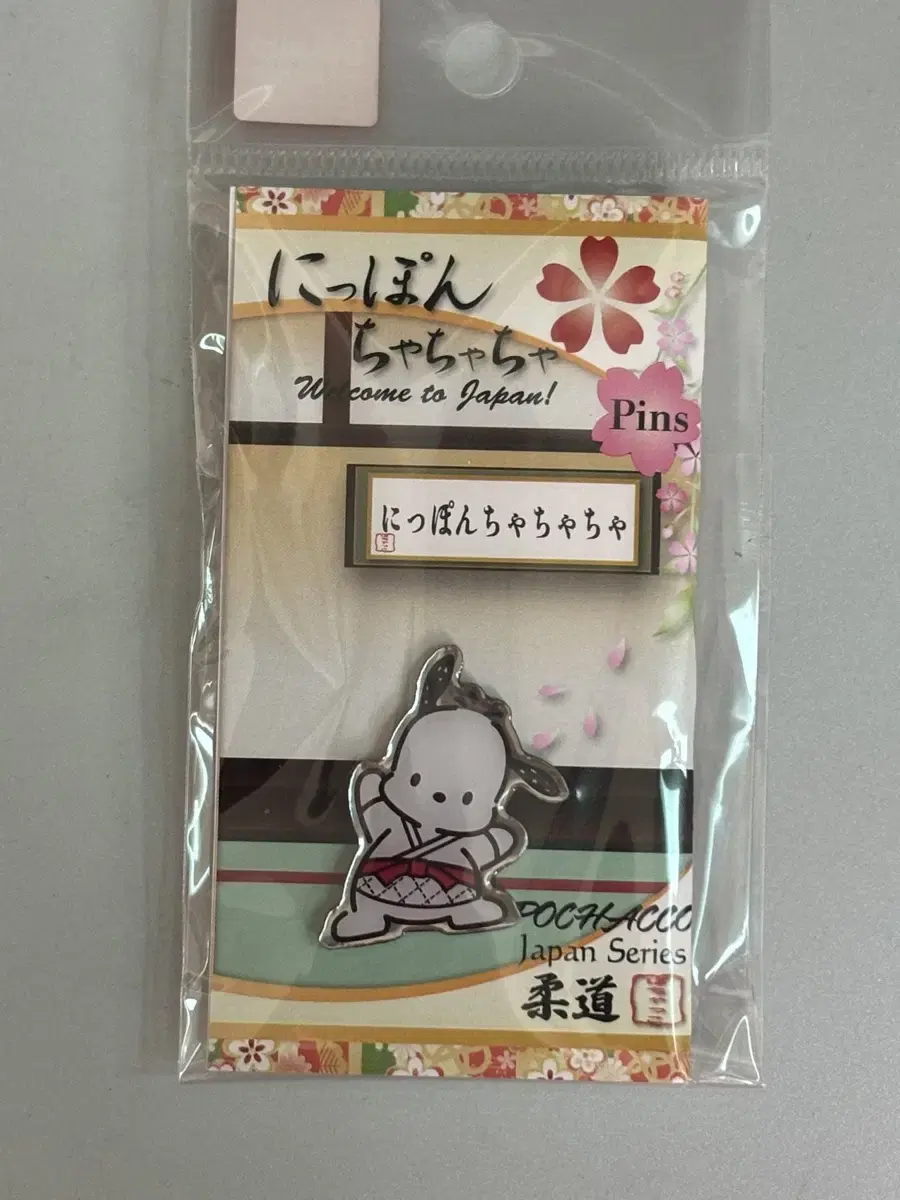 にっぽん
ちゃちゃちゃ
Welcome to Japan!
Pins
にっぽんちゃちゃちゃ
POCHACCO
Japan Series
柔道